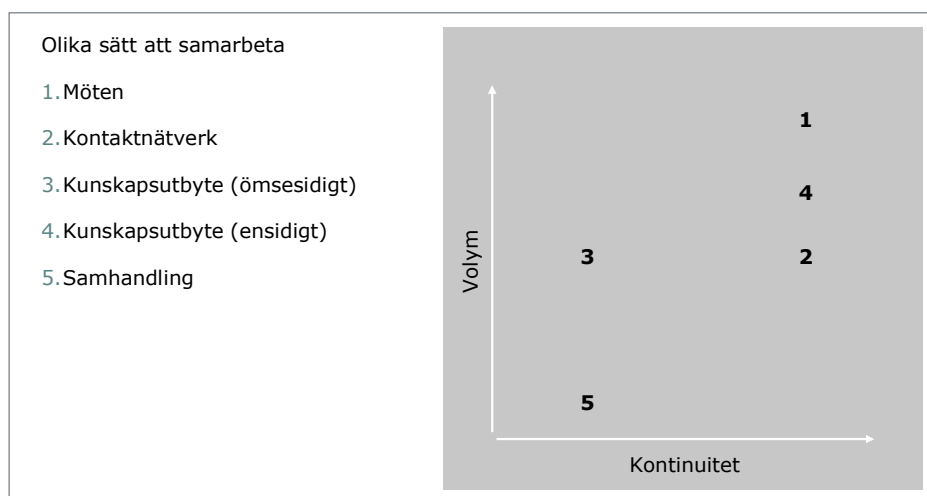 Olika sätt att samarbeta
1. Möten
2. Kontaktnätverk
3. Kunskapsutbyte (ömsesidigt)
4. Kunskapsutbyte (ensidigt)
5. Samhandling
Volym
1
4
3 2
5
Kontinuitet